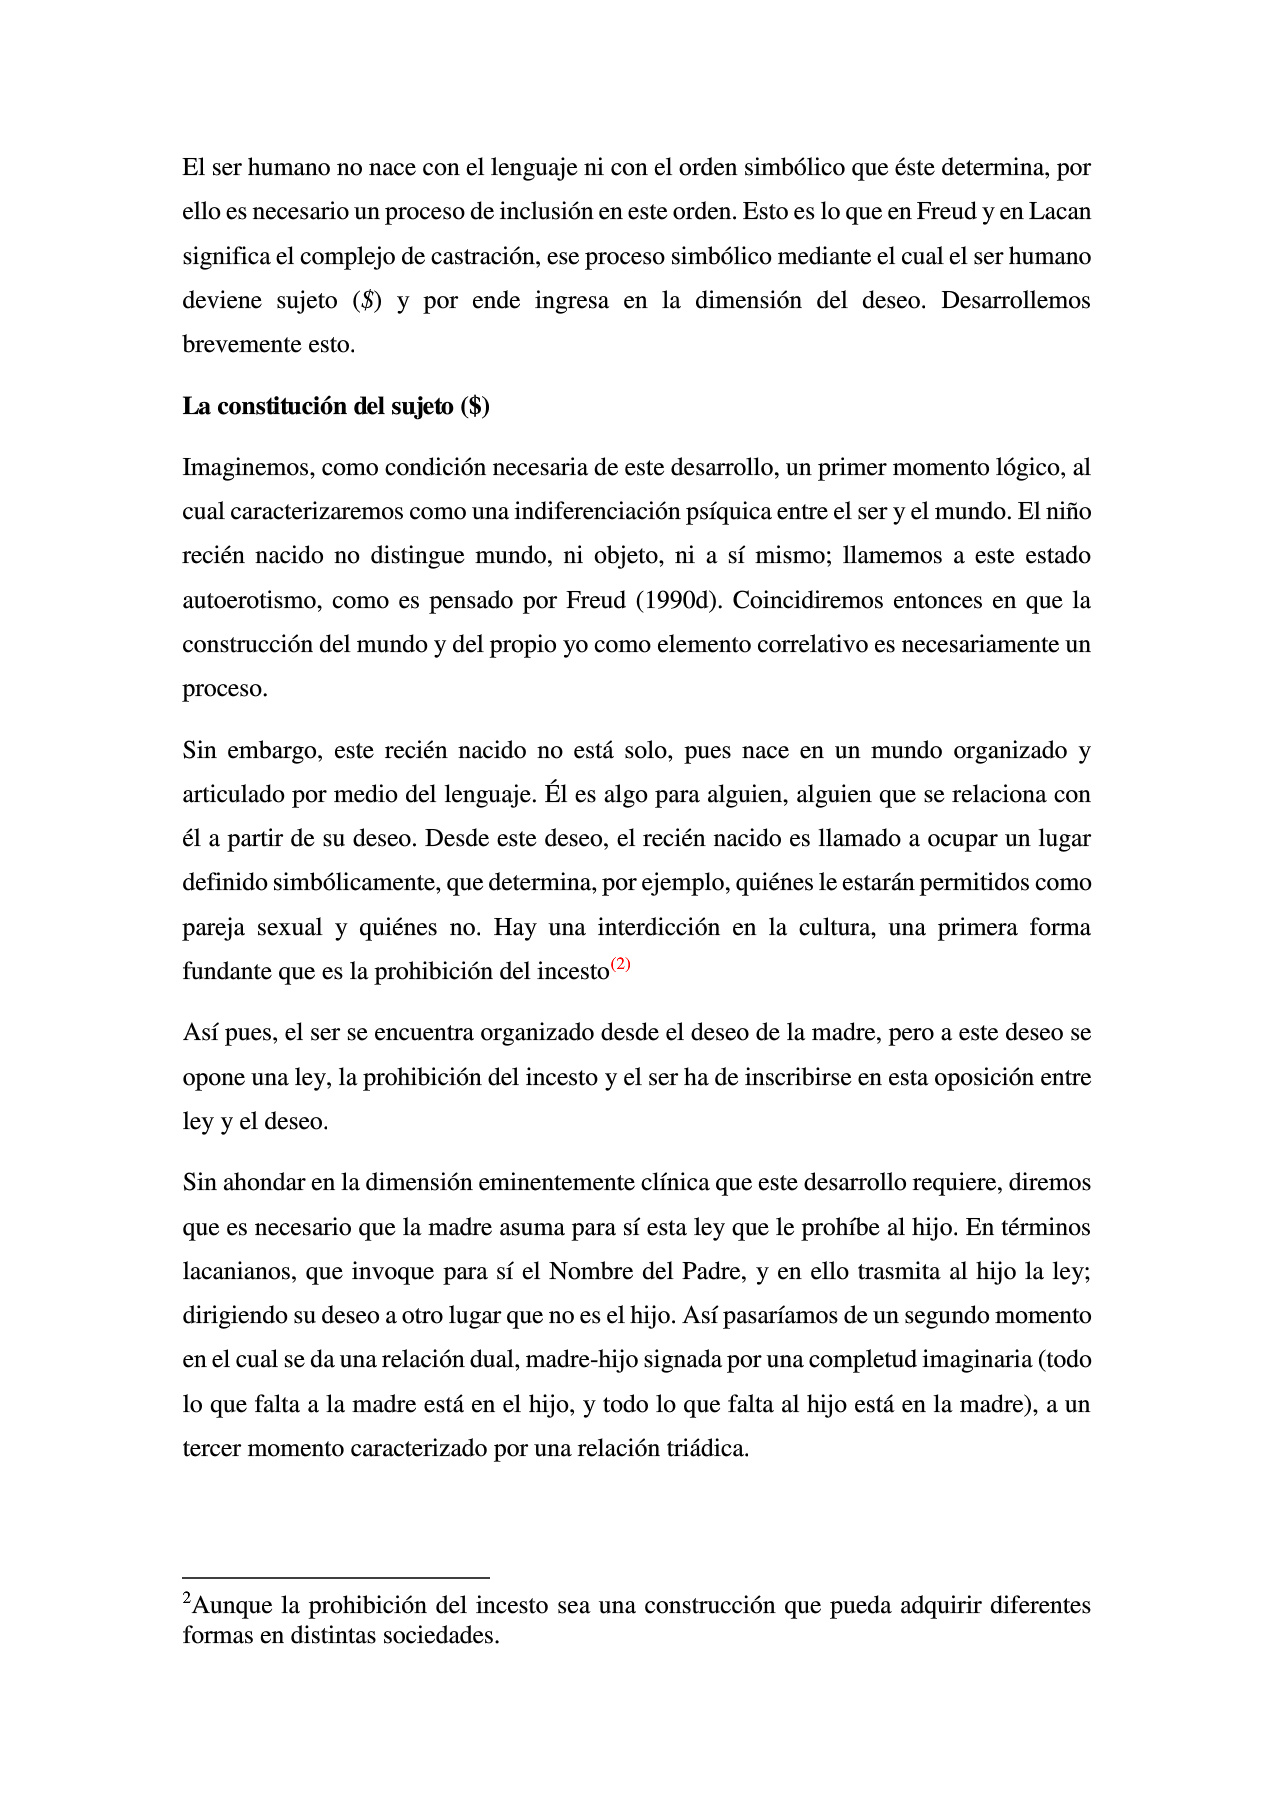 El ser humano no nace con el lenguaje ni con el orden simbólico que éste determina, por
ello es necesario un proceso de inclusión en este orden. Esto es lo que en Freud y en Lacan
significa el complejo de castración, ese proceso simbólico mediante el cual el ser humano
deviene sujeto ($) y por ende ingresa en la dimensión del deseo. Desarrollemos
brevemente esto.
La constitución del sujeto ($)
Imaginemos, como condición necesaria de este desarrollo, un primer momento lógico, al
cual caracterizaremos como una indiferenciación psíquica entre el ser y el mundo. El niño
recién nacido no distingue mundo, ni objeto, ni a sí mismo; llamemos a este estado
autoerotismo, como es pensado por Freud (1990d). Coincidiremos entonces en que la
construcción del mundo y del propio yo como elemento correlativo es necesariamente un
proceso.
Sin embargo, este recién nacido no está solo, pues nace en un mundo organizado y
articulado por medio del lenguaje. Él es algo para alguien, alguien que se relaciona con
él a partir de su deseo. Desde este deseo, el recién nacido es llamado a ocupar un lugar
definido simbólicamente, que determina, por ejemplo, quiénes le estarán permitidos como
pareja sexual y quiénes no. Hay una interdicción en la cultura, una primera forma
fundante que es la prohibición del incesto(2)
Así pues, el ser se encuentra organizado desde el deseo de la madre, pero a este deseo se
opone una ley, la prohibición del incesto y el ser ha de inscribirse en esta oposición entre
ley y el deseo.
Sin ahondar en la dimensión eminentemente clínica que este desarrollo requiere, diremos
que es necesario que la madre asuma para sí esta ley que le prohíbe al hijo. En términos
lacanianos, que invoque para sí el Nombre del Padre, y en ello trasmita al hijo la ley;
dirigiendo su deseo a otro lugar que no es el hijo. Así pasaríamos de un segundo momento
en el cual se da una relación dual, madre-hijo signada por una completud imaginaria (todo
lo que falta a la madre está en el hijo, y todo lo que falta al hijo está en la madre), a un
tercer momento caracterizado por una relación triádica.
2Aunque la prohibición del incesto sea una construcción que pueda adquirir diferentes
formas en distintas sociedades.